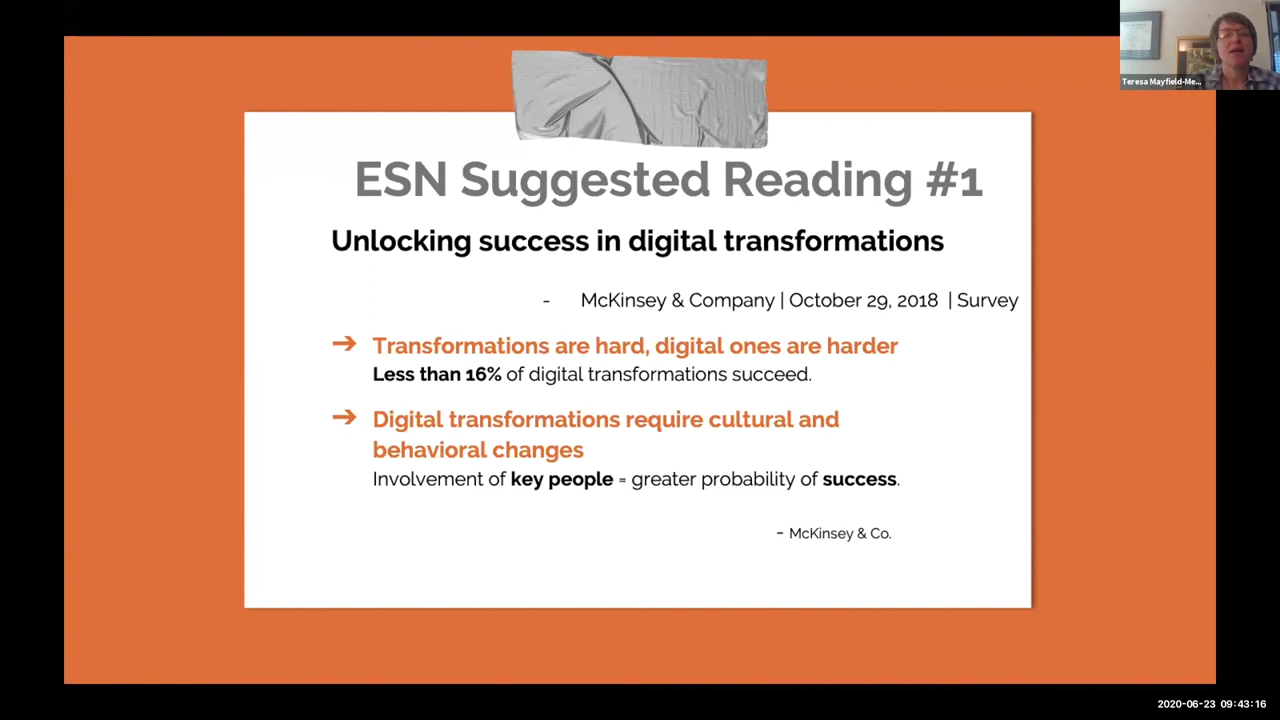 Teresa Mayfield-Me...
ESN Suggested Reading #1
Unlocking success in digital transformations
- McKinsey & Company | October 29, 2018 | Survey
➔ Transformations are hard, digital ones are harder
Less than 16% of digital transformations succeed.
➔ Digital transformations require cultural and
behavioral changes
Involvement of key people = greater probability of success.
- McKinsey & Co.
2020-06-23 09:43:16